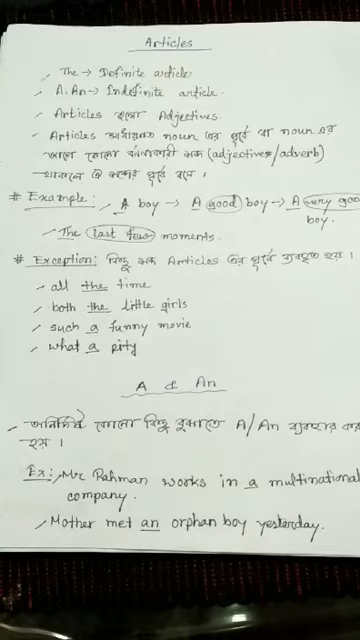 Articles
The → Definite article
A. An → Indefinite article.
Articles হলো Adjectives.
Articles সাধারনত noun এর পূর্বে বা noun এর
আগে কোনো বর্ননাকারী শব্দ (adjectives/adverb)
থাকলে ঐ শব্দের পূর্বে বসে।
# Example: A boy → A good boy → A very good
boy.
The last few moments.
# Exception: কিছু শব্দ Articles এর পূর্বে ব্যবহৃত হয়।
all the time
both the little girls
such a funny movie
what a pity
A & An
অনির্দিষ্ট কোনো কিছু বুঝাতে A/An ব্যবহার করা
হয়।
Ex: Mr. Rahman works in a multinational
company.
Mother met an orphan boy yesterday.